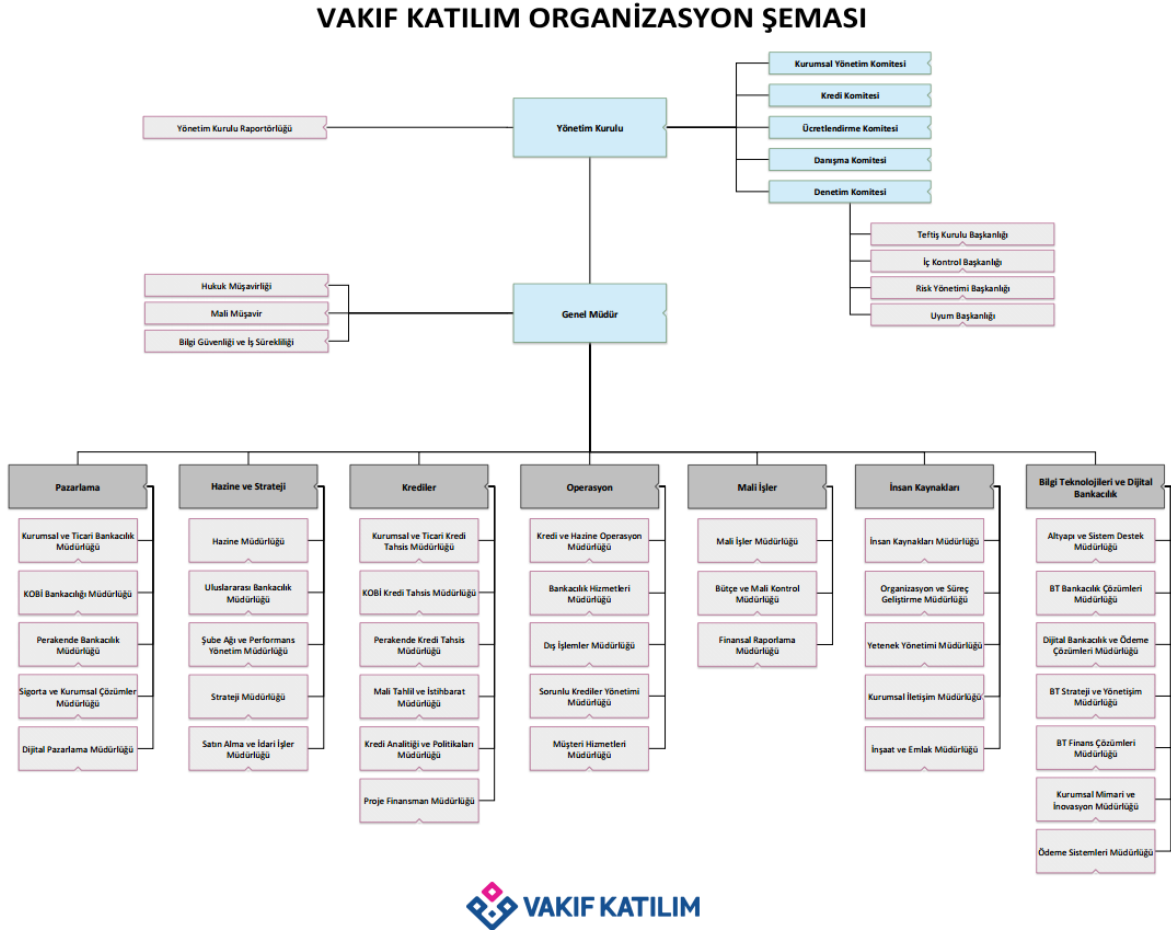 VAKIF KATILIM ORGANİZASYON ŞEMASI
Kurumsal Yönetim Komitesi
Kredi Komitesi
Yönetim Kurulu Raportörlüğü
Yönetim Kurulu
Ücretlendirme Komitesi
Danışma Komitesi
Denetim Komitesi
Teftiş Kurulu Başkanlığı
İç Kontrol Başkanlığı
Risk Yönetimi Başkanlığı
Uyum Başkanlığı
Hukuk Müşavirliği
Mali Müşavir
Bilgi Güvenliği ve İş Sürekliliği
Genel Müdür
Pazarlama
Kurumsal ve Ticari Bankacılık
Müdürlüğü
KOBİ Bankacılığı Müdürlüğü
Perakende Bankacılık
Müdürlüğü
Sigorta ve Kurumsal Çözümler
Müdürlüğü
Dijital Pazarlama Müdürlüğü
Hazine ve Strateji
Hazine Müdürlüğü
Uluslararası Bankacılık
Müdürlüğü
Şube Ağı ve Performans
Yönetim Müdürlüğü
Strateji Müdürlüğü
Satın Alma ve İdari İşler
Müdürlüğü
Krediler
Kurumsal ve Ticari Kredi
Tahsis Müdürlüğü
KOBİ Kredi Tahsis Müdürlüğü
Perakende Kredi Tahsis
Müdürlüğü
Mali Tahlil ve İstihbarat
Müdürlüğü
Kredi Analitiği ve Politikaları
Müdürlüğü
Proje Finansman Müdürlüğü
Operasyon
Kredi ve Hazine Operasyon
Müdürlüğü
Bankacılık Hizmetleri
Müdürlüğü
Dış İşlemler Müdürlüğü
Sorunlu Krediler Yönetimi
Müdürlüğü
Müşteri Hizmetleri
Müdürlüğü
Mali İşler
Mali İşler Müdürlüğü
Bütçe ve Mali Kontrol
Müdürlüğü
Finansal Raporlama
Müdürlüğü
İnsan Kaynakları
İnsan Kaynakları Müdürlüğü
Organizasyon ve Süreç
Geliştirme Müdürlüğü
Yetenek Yönetimi Müdürlüğü
Kurumsal İletişim Müdürlüğü
İnşaat ve Emlak Müdürlüğü
Bilgi Teknolojileri ve Dijital
Bankacılık
Altyapı ve Sistem Destek
Müdürlüğü
BT Bankacılık Çözümleri
Müdürlüğü
Dijital Bankacılık ve Ödeme
Çözümleri Müdürlüğü
BT Strateji ve Yönetişim
Müdürlüğü
BT Finans Çözümleri
Müdürlüğü
Kurumsal Mimari ve
İnovasyon Müdürlüğü
Ödeme Sistemleri Müdürlüğü
VAKIF KATILIM